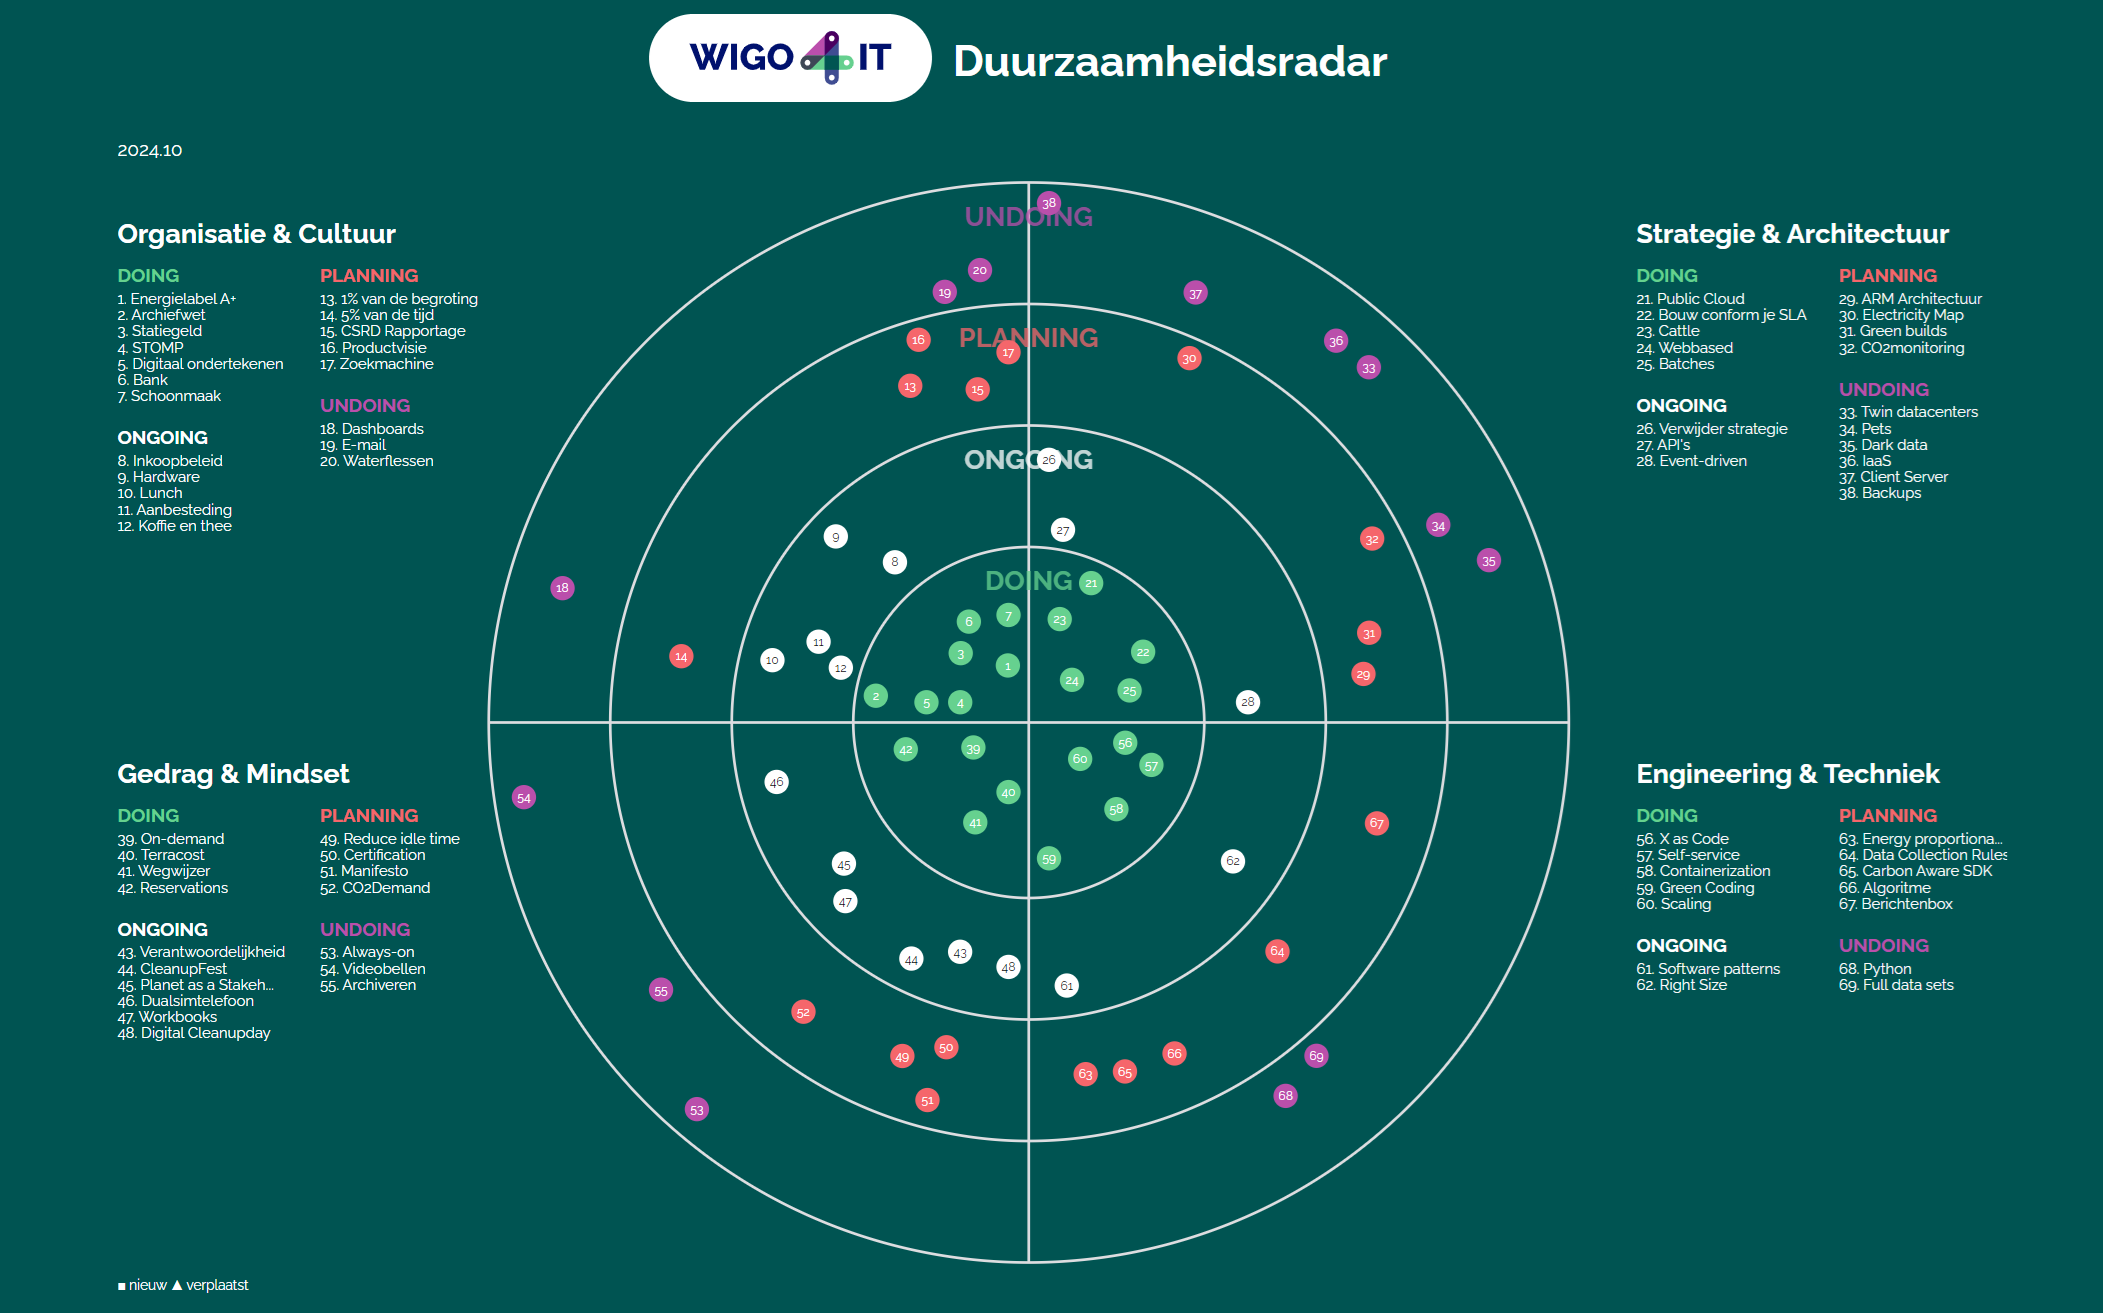 WIGO 4 IT
Duurzaamheidsradar
2024.10
Organisatie & Cultuur
DOING
1. Energielabel A+
2. Archiefwet
3. Statiegeld
4. STOMP
5. Digitaal ondertekenen
6. Bank
7. Schoonmaak
ONGOING
8. Inkoopbeleid
9. Hardware
10. Lunch
11. Aanbesteding
12. Koffie en thee
PLANNING
13. 1% van de begroting
14. 5% van de tijd
15. CSRD Rapportage
16. Productvisie
17. Zoekmachine
UNDOING
18. Dashboards
19. E-mail
20. Waterflessen
Strategie & Architectuur
DOING
21. Public Cloud
22. Bouw conform je SLA
23. Cattle
24. Webbased
25. Batches
ONGOING
26. Verwijder strategie
27. API's
28. Event-driven
PLANNING
29. ARM Architectuur
30. Electricity Map
31. Green builds
32. CO2monitoring
UNDOING
33. Twin datacenters
34. Pets
35. Dark data
36. IaaS
37. Client Server
38. Backups
UNDOING
38
20
19
37
PLANNING
16
17
30
36
33
13
15
ONGOING
26
34
27
9
32
8
35
DOING
21
18
7
23
6
31
11
22
3
14
10
1
12
29
24
25
2
5
4
28
56
42
39
60
57
46
40
54
58
41
67
59
62
45
47
43
64
44
48
61
55
52
50
66
49
69
65
63
68
51
53
Gedrag & Mindset
DOING
39. On-demand
40. Terracost
41. Wegwijzer
42. Reservations
ONGOING
43. Verantwoordelijkheid
44. CleanupFest
45. Planet as a Stakeh...
46. Dualsimtelefoon
47. Workbooks
48. Digital Cleanupday
PLANNING
49. Reduce idle time
50. Certification
51. Manifesto
52. CO2Demand
UNDOING
53. Always-on
54. Videobellen
55. Archiveren
Engineering & Techniek
DOING
56. X as Code
57. Self-service
58. Containerization
59. Green Coding
60. Scaling
ONGOING
61. Software patterns
62. Right Size
PLANNING
63. Energy proportiona...
64. Data Collection Rules
65. Carbon Aware SDK
66. Algoritme
67. Berichtenbox
UNDOING
68. Python
69. Full data sets
■ nieuw ▲ verplaatst